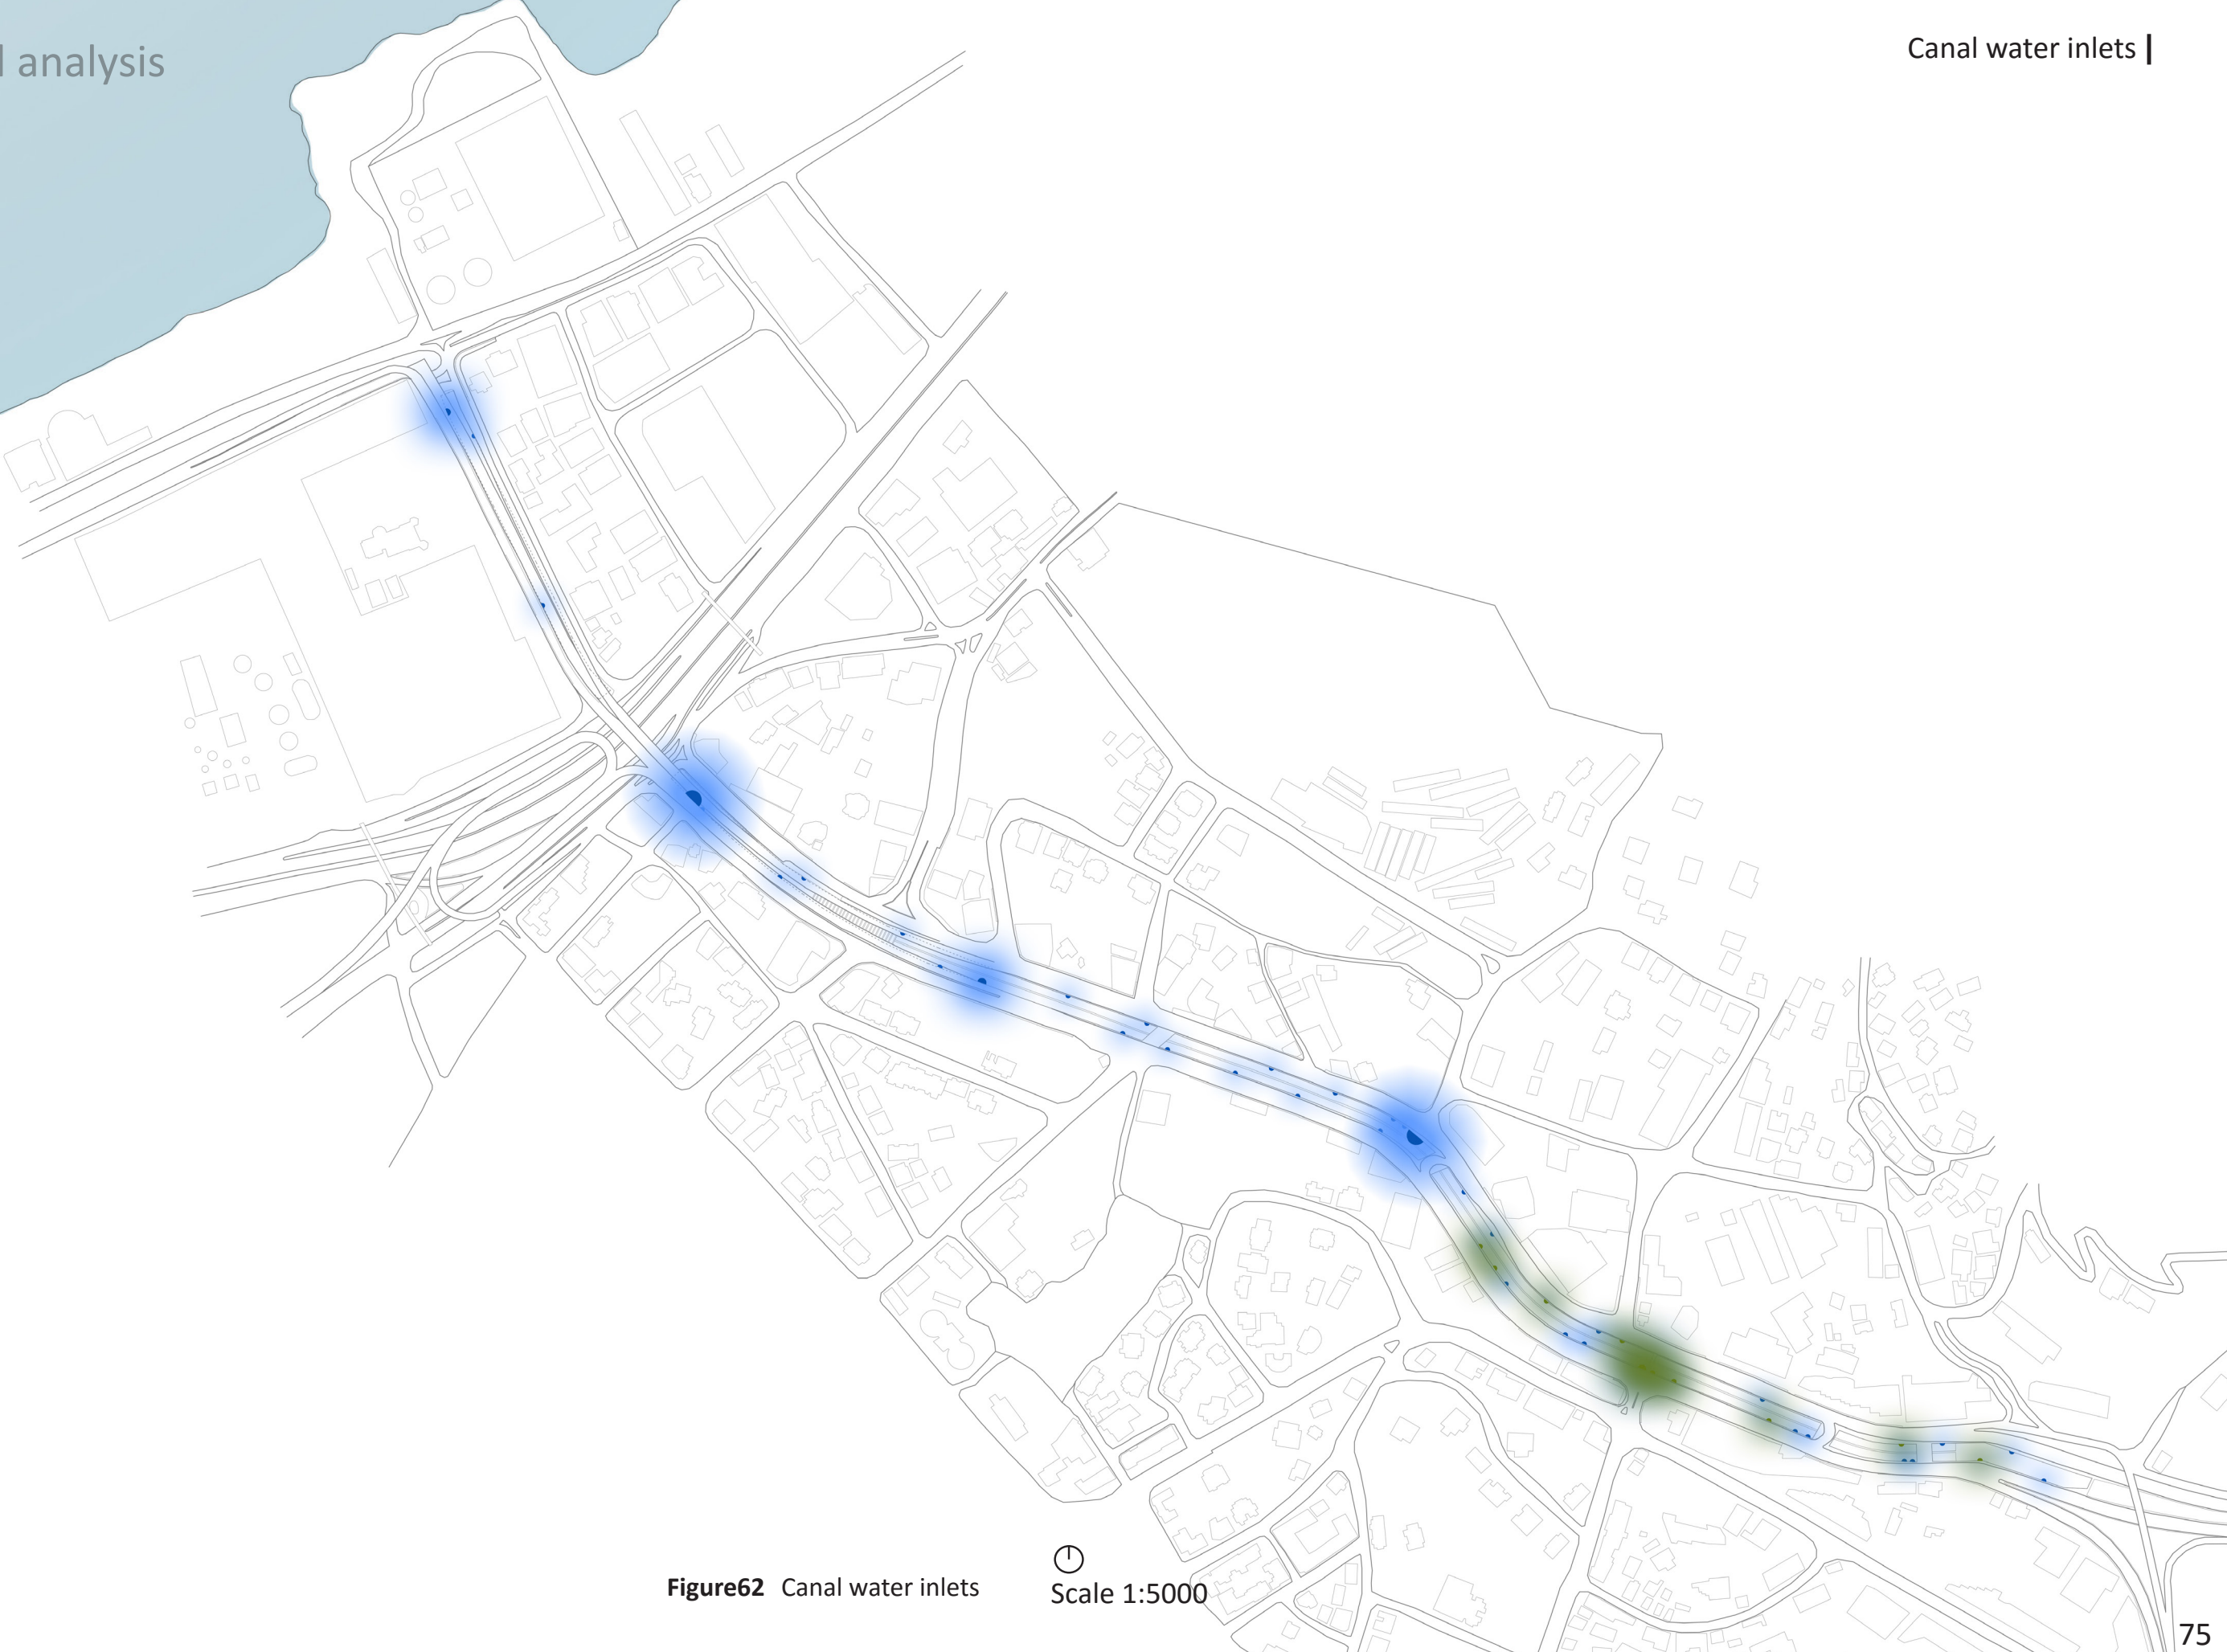 analysis
Canal water inlets |
Figure62 Canal water inlets
Scale 1:5000
75